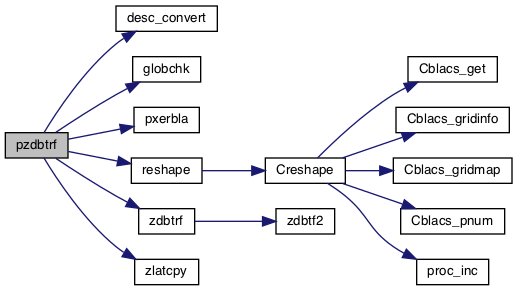 desc_convert
globchk
Cblacs_get
pxerbla
Cblacs_gridinfo
pzdbtrf
reshape
Creshape
Cblacs_gridmap
zdbtrf
zdbtf2
Cblacs_pnum
zlatcpy
proc_inc